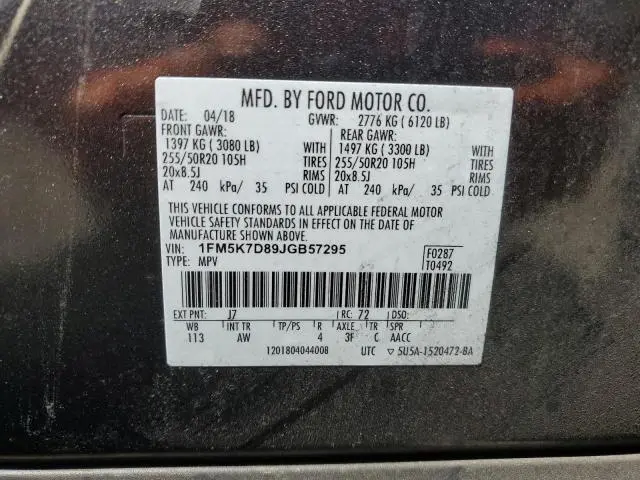 MFD. BY FORD MOTOR CO.
DATE: 04/18 GVWR: 2776 KG ( 6120 LB)
FRONT GAWR: REAR GAWR:
1397 KG ( 3080 LB) WITH 1497 KG ( 3300 LB) WITH
255/50R20 105H TIRES 255/50R20 105H TIRES
20x8.5J RIMS 20x8.5J RIMS
AT 240 kPa/ 35 PSI COLD AT 240 kPa/ 35 PSI COLD
THIS VEHICLE CONFORMS TO ALL APPLICABLE FEDERAL MOTOR
VEHICLE SAFETY STANDARDS IN EFFECT ON THE DATE OF
MANUFACTURE SHOWN ABOVE.
VIN: 1FM5K7D89JGB57295 F0287
TYPE: MPV T0492
EXT PNT: J7 RC: 72 DSO:
WB INT TR TP/PS R AXLE TR SPR
113 AW 4 3F C AACC
1201804044008 UTC ▽ 5U5A-1520472-BA